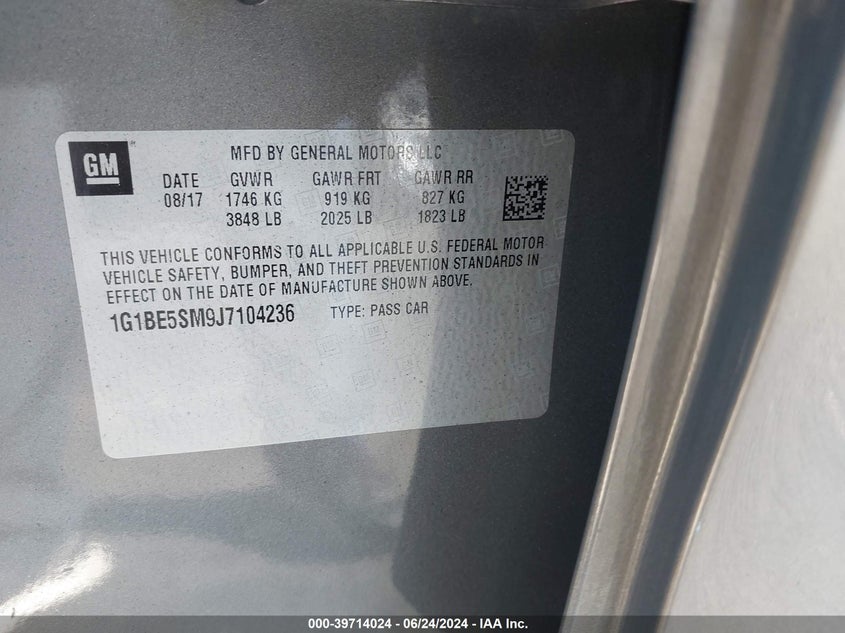 GM
MFD BY GENERAL MOTORS LLC
DATE GVWR GAWR FRT GAWR RR
08/17 1746 KG 919 KG 827 KG
3848 LB 2025 LB 1823 LB
THIS VEHICLE CONFORMS TO ALL APPLICABLE U.S. FEDERAL MOTOR
VEHICLE SAFETY, BUMPER, AND THEFT PREVENTION STANDARDS IN
EFFECT ON THE DATE OF MANUFACTURE SHOWN ABOVE.
1G1BE5SM9J7104236 TYPE: PASS CAR
000-39714024 - 06/24/2024 - IAA Inc.